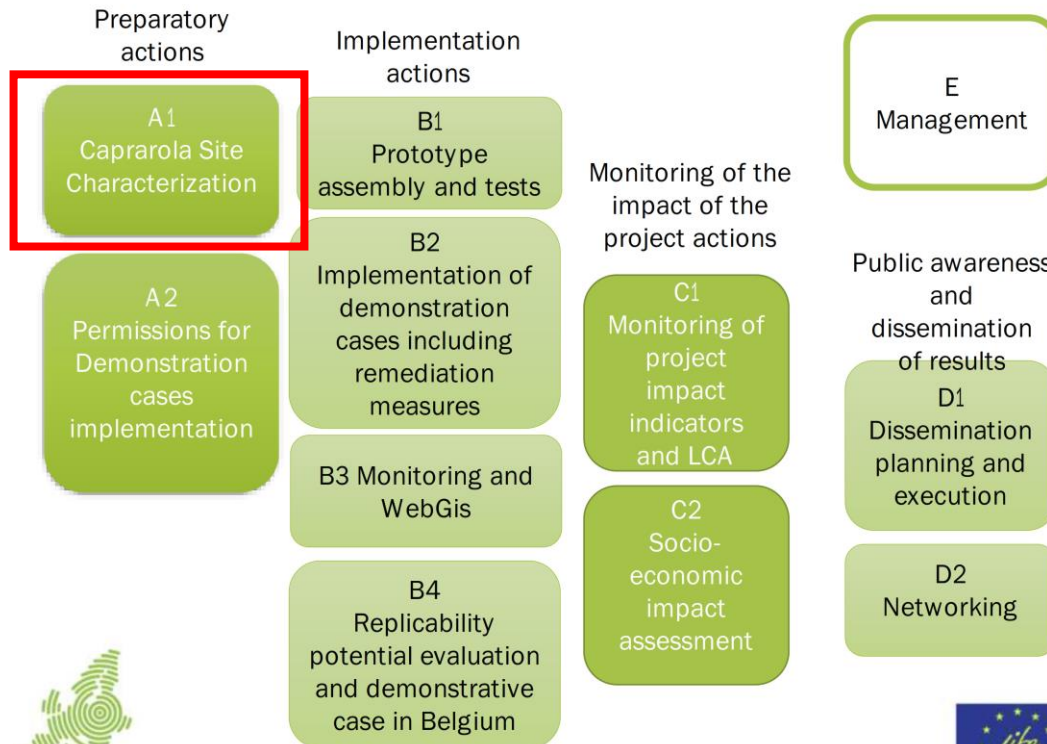 Preparatory
actions
A1
Caprarola Site
Characterization
A2
Permissions for
Demonstration
cases
implementation
Implementation
actions
B1
Prototype
assembly and tests
B2
Implementation of
demonstration
cases including
remediation
measures
B3 Monitoring and
WebGis
B4
Replicability
potential evaluation
and demonstrative
case in Belgium
Monitoring of the
impact of the
project actions
C1
Monitoring of
project
impact
indicators
and LCA
C2
Socio-
economic
impact
assessment
E
Management
Public awareness
and
dissemination
of results
D1
Dissemination
planning and
execution
D2
Networking
life